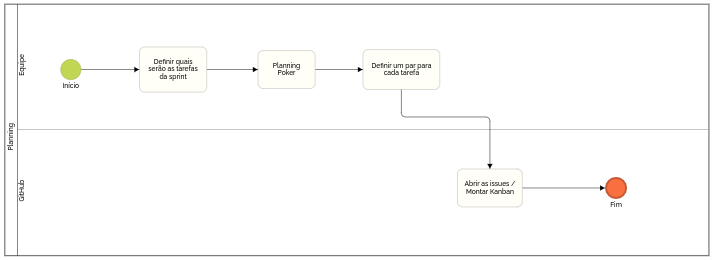 Planning
Equipe
Início
Definir quais
serão as tarefas
da sprint
Planning
Poker
Definir um par para
cada tarefa
GitHub
Abrir as issues /
Montar Kanban
Fim